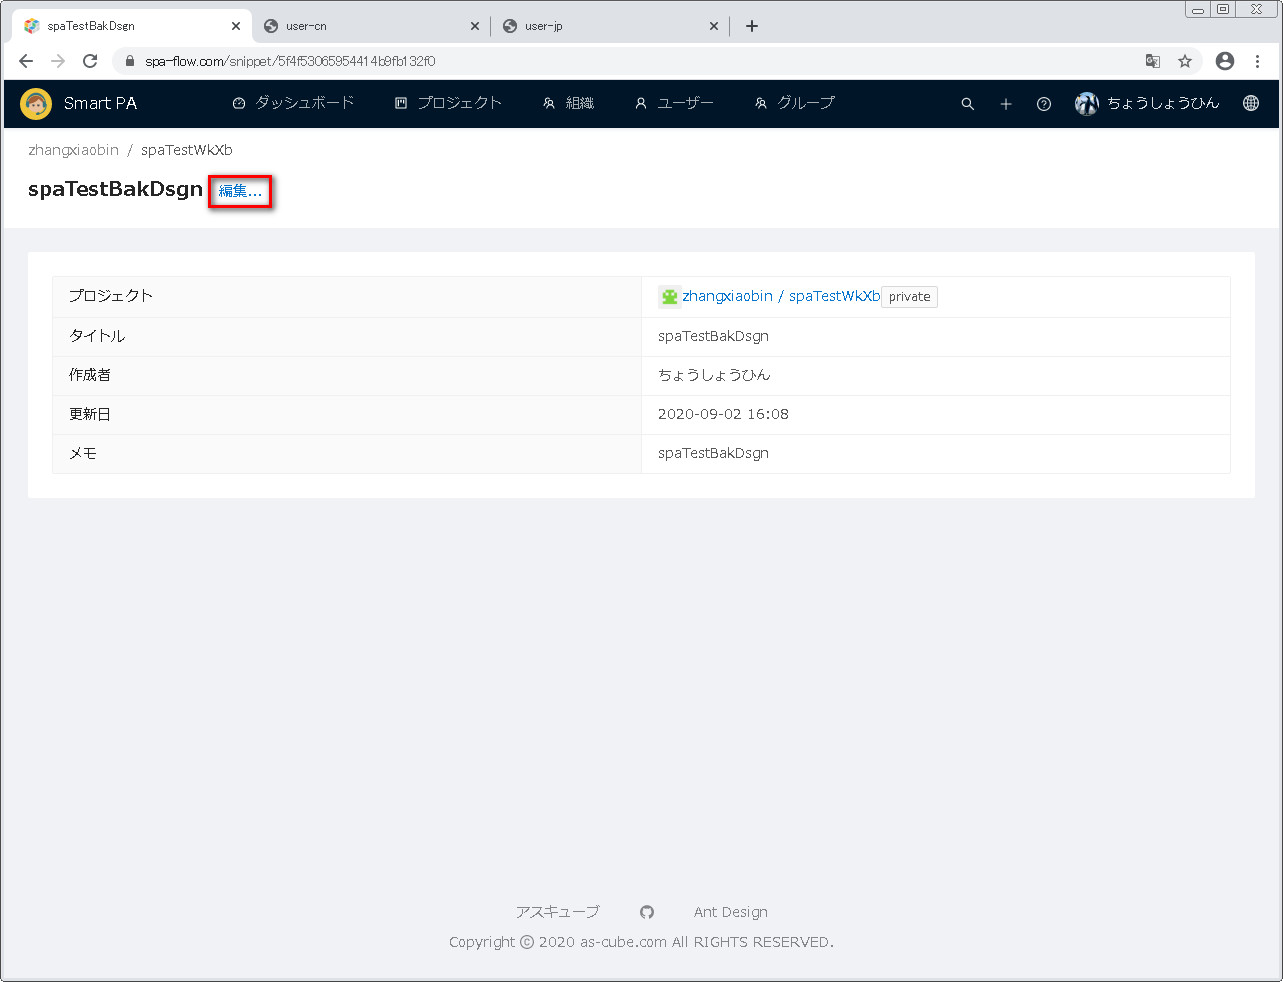 spaTestBakDsgn
user-cn
user-jp
spa-flow.com/snippet/5f4f53065954414b9fb132f0
Smart PA ダッシュボード プロジェクト 組織 ユーザー グループ ちょうしょうひん
zhangxiaobin / spaTestWkXb
spaTestBakDsgn 編集...
プロジェクト zhangxiaobin / spaTestWkXb private
タイトル spaTestBakDsgn
作成者 ちょうしょうひん
更新日 2020-09-02 16:08
メモ spaTestBakDsgn
アスキューブ Ant Design
Copyright © 2020 as-cube.com All RIGHTS RESERVED.